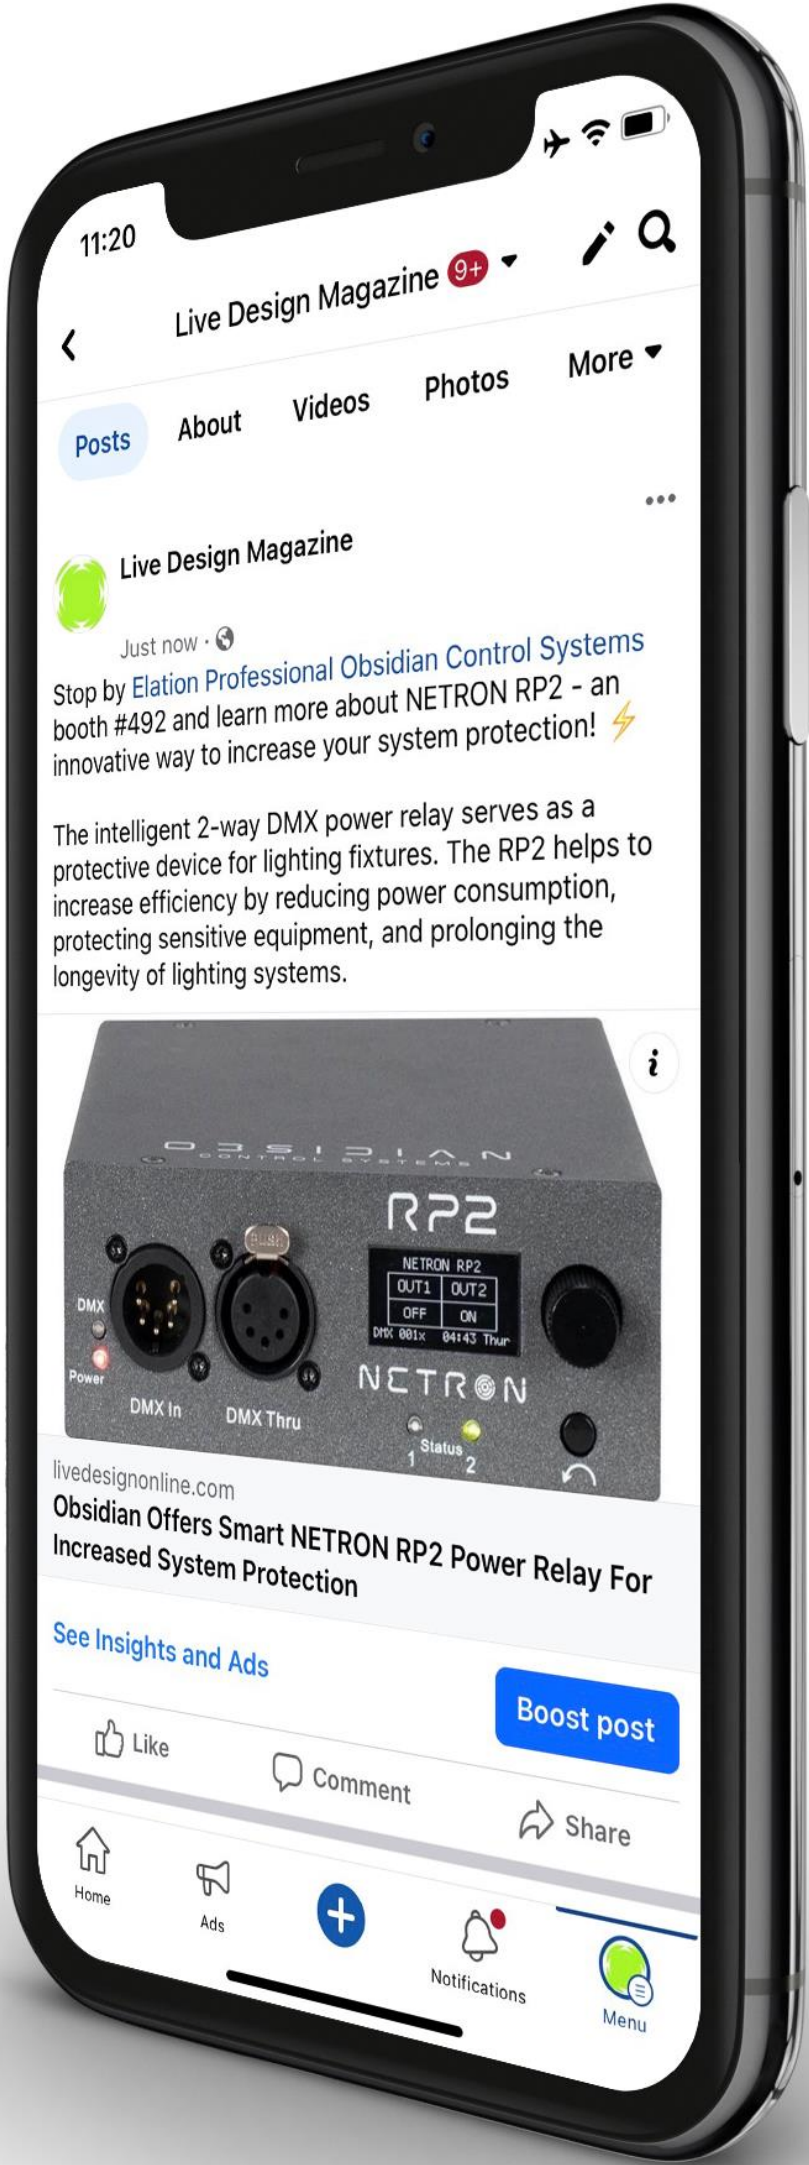 11:20
Live Design Magazine 9+
Posts About Videos Photos More
Live Design Magazine
Just now ·
Stop by Elation Professional Obsidian Control Systems
booth #492 and learn more about NETRON RP2 - an
innovative way to increase your system protection! ⚡
The intelligent 2-way DMX power relay serves as a
protective device for lighting fixtures. The RP2 helps to
increase efficiency by reducing power consumption,
protecting sensitive equipment, and prolonging the
longevity of lighting systems.
i
OBSIDIAN
CONTROL SYSTEMS
RP2
PUSH
NETRON RP2
OUT1 OUT2
OFF ON
DMX 001x 04:43 Thur
DMX
Power
DMX In
DMX Thru
NETRON
Status
1 2
livedesignonline.com
Obsidian Offers Smart NETRON RP2 Power Relay For
Increased System Protection
See Insights and Ads
Boost post
Like Comment Share
Home Ads Notifications Menu